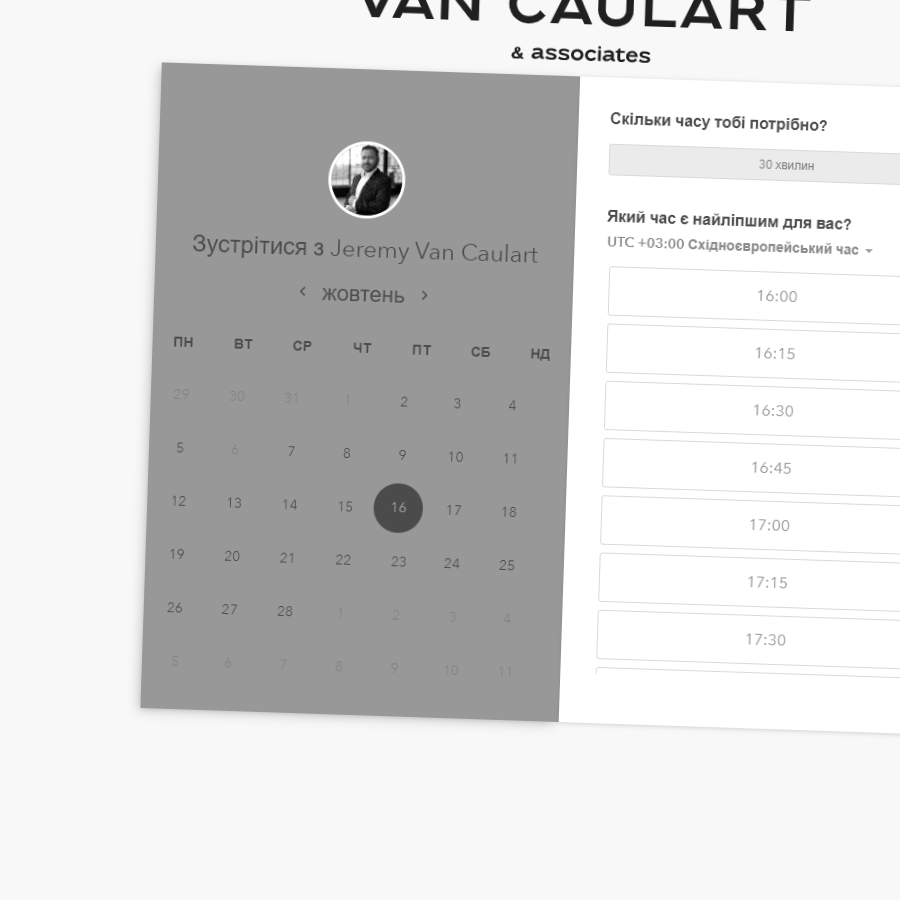 VAN CAULART
& associates
Зустрітися з Jeremy Van Caulart
жовтень
ПН ВТ СР ЧТ ПТ СБ НД
29 30 31 1 2 3 4
5 6 7 8 9 10 11
12 13 14 15 16 17 18
19 20 21 22 23 24 25
26 27 28 1 2 3 4
5 6 7 8 9 10 11
Скільки часу тобі потрібно?
30 хвилин
Який час є найліпшим для вас?
UTC +03:00 Східноєвропейський час
16:00
16:15
16:30
16:45
17:00
17:15
17:30